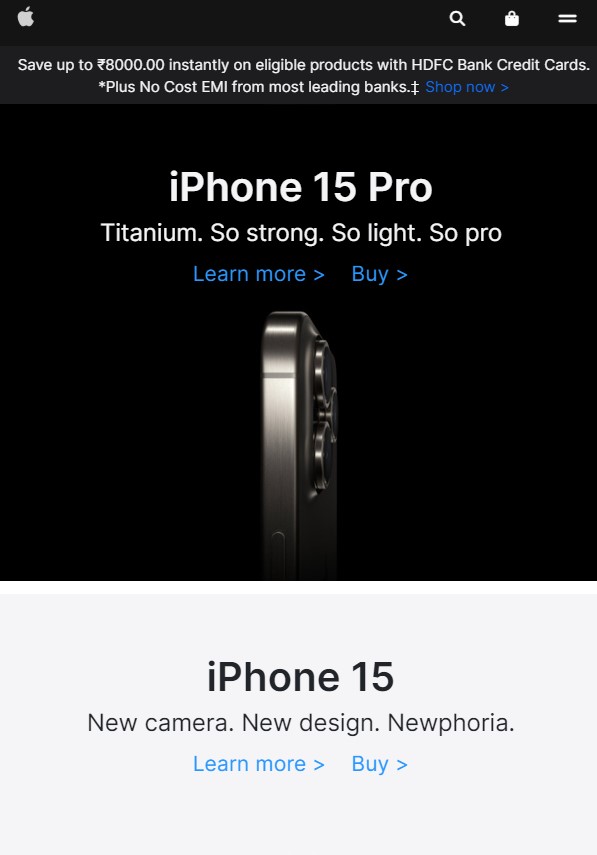 Save up to ₹8000.00 instantly on eligible products with HDFC Bank Credit Cards.
*Plus No Cost EMI from most leading banks.‡ Shop now >
iPhone 15 Pro
Titanium. So strong. So light. So pro
Learn more > Buy >
iPhone 15
New camera. New design. Newphoria.
Learn more > Buy >